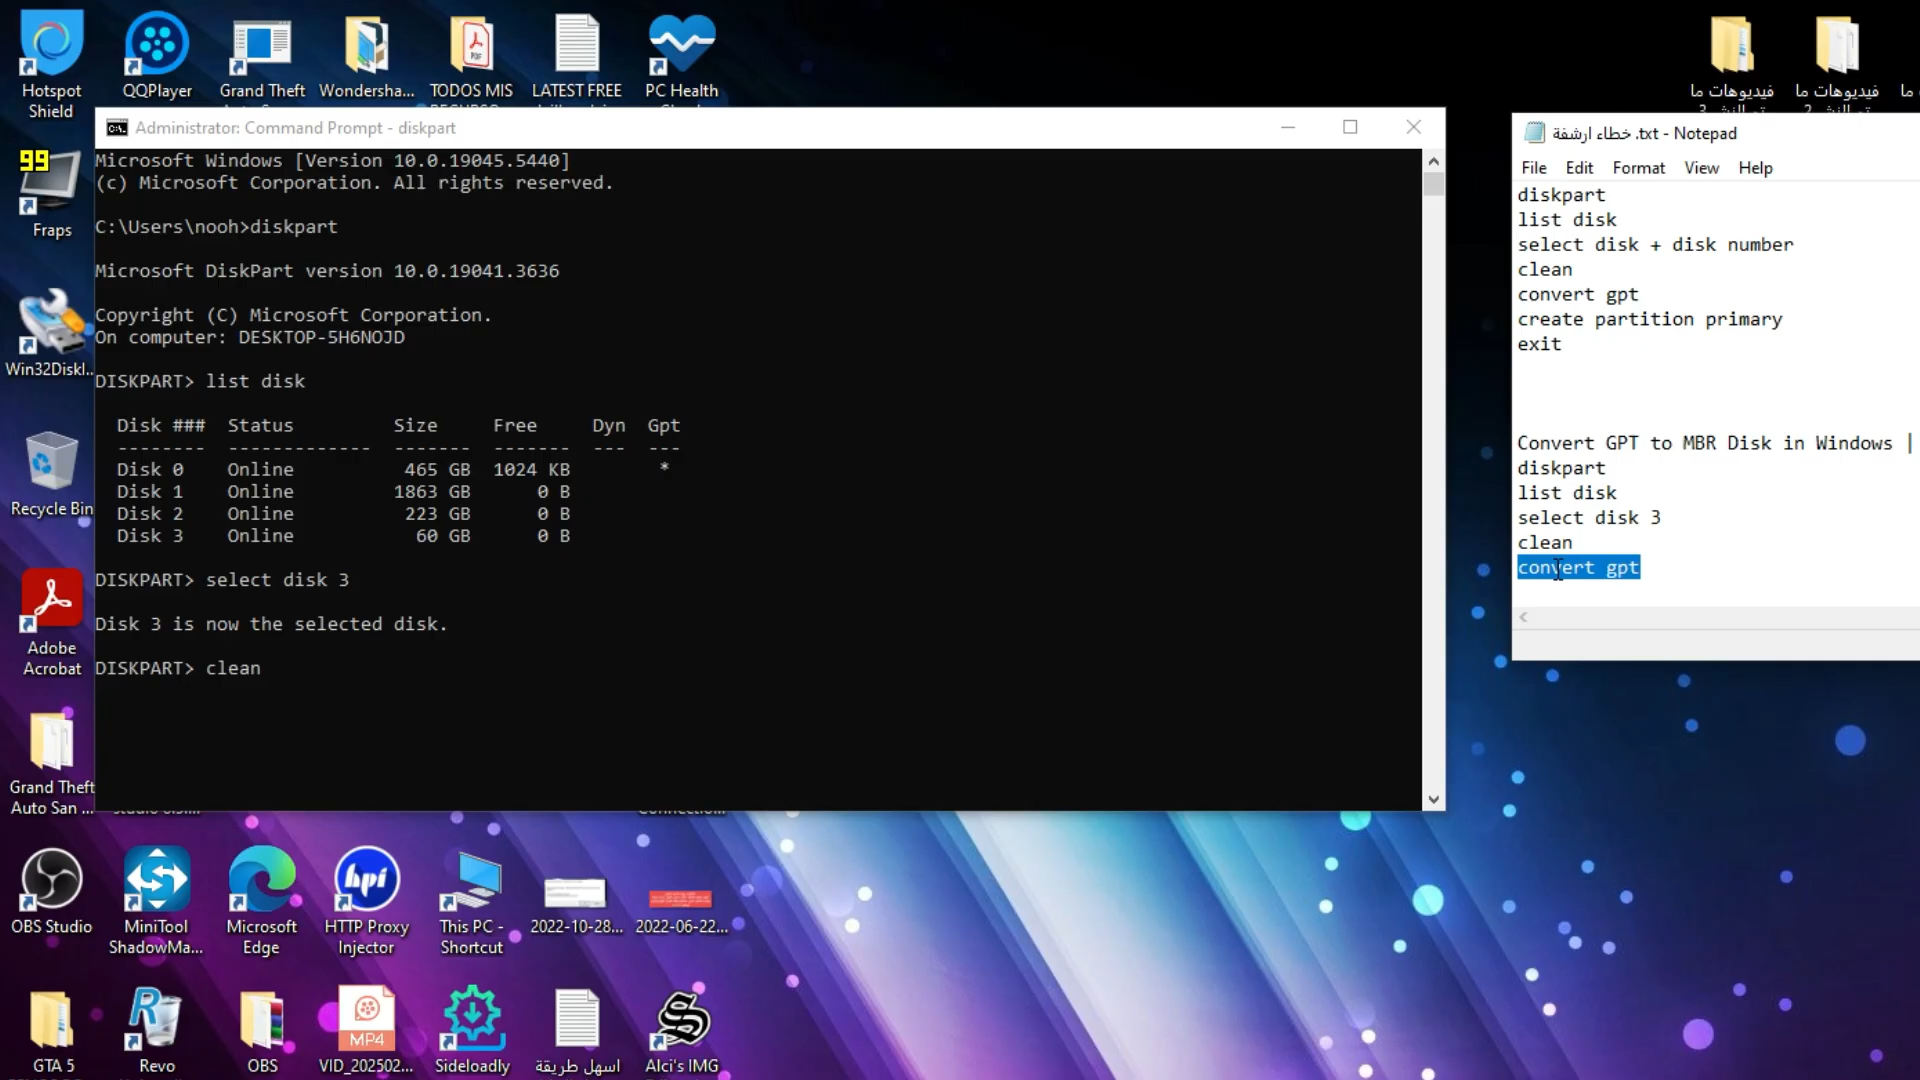 Hotspot
Shield
QQPlayer
Grand Theft
Wondersha...
TODOS MIS
LATEST FREE
PC Health
فيديوهات ما
فيديوهات ما
ما
99
Fraps
Win32DiskI...
Recycle Bin
Adobe
Acrobat
Grand Theft
Auto San ...
Administrator: Command Prompt - diskpart
Microsoft Windows [Version 10.0.19045.5440]
(c) Microsoft Corporation. All rights reserved.
C:\Users\nooh>diskpart
Microsoft DiskPart version 10.0.19041.3636
Copyright (C) Microsoft Corporation.
On computer: DESKTOP-5H6NOJD
DISKPART> list disk
Disk ### Status Size Free Dyn Gpt
-------- ------------- ------- ------- --- ---
Disk 0 Online 465 GB 1024 KB *
Disk 1 Online 1863 GB 0 B
Disk 2 Online 223 GB 0 B
Disk 3 Online 60 GB 0 B
DISKPART> select disk 3
Disk 3 is now the selected disk.
DISKPART> clean
خطاء ارشفة.txt - Notepad
File Edit Format View Help
diskpart
list disk
select disk + disk number
clean
convert gpt
create partition primary
exit
Convert GPT to MBR Disk in Windows |
diskpart
list disk
select disk 3
clean
convert gpt
OBS Studio
MiniTool
ShadowMa...
Microsoft
Edge
HTTP Proxy
Injector
This PC -
Shortcut
2022-10-28...
2022-06-22...
GTA 5
Revo
OBS
MP4
VID_202502...
Sideloadly
اسهل طريقة
Alci's IMG